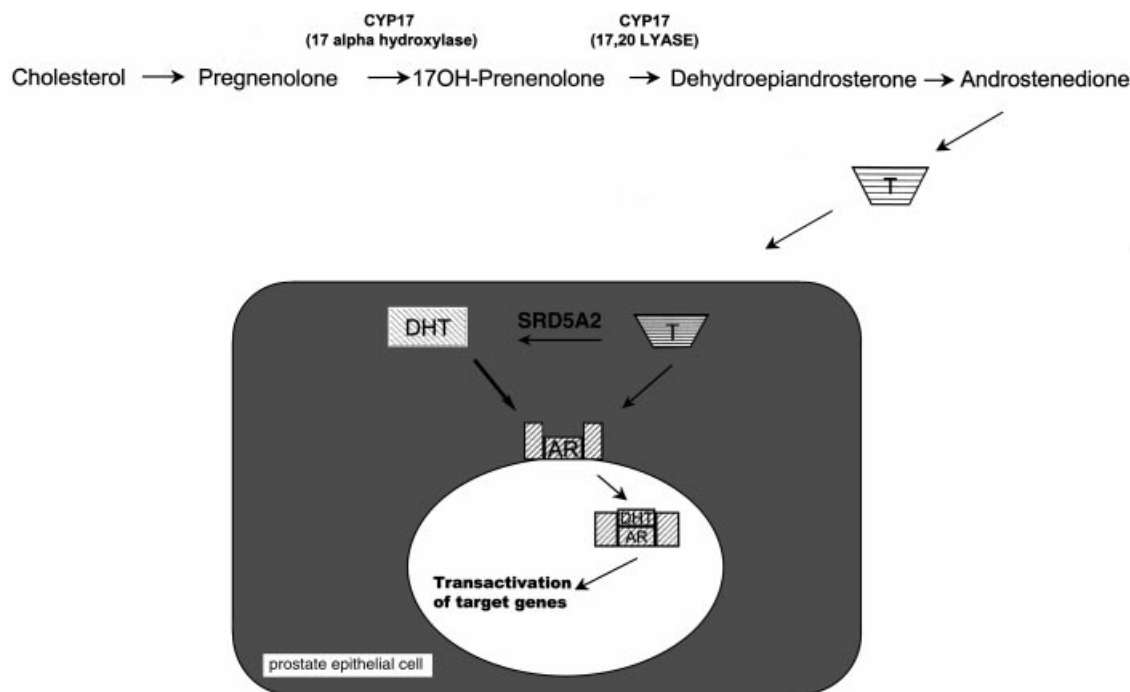 CYP17
(17 alpha hydroxylase)
CYP17
(17,20 LYASE)
Cholesterol Pregnenolone 17OH-Prenenolone Dehydroepiandrosterone Androstenedione
T
DHT SRD5A2 T
AR
DHT
AR
Transactivation
of target genes
prostate epithelial cell